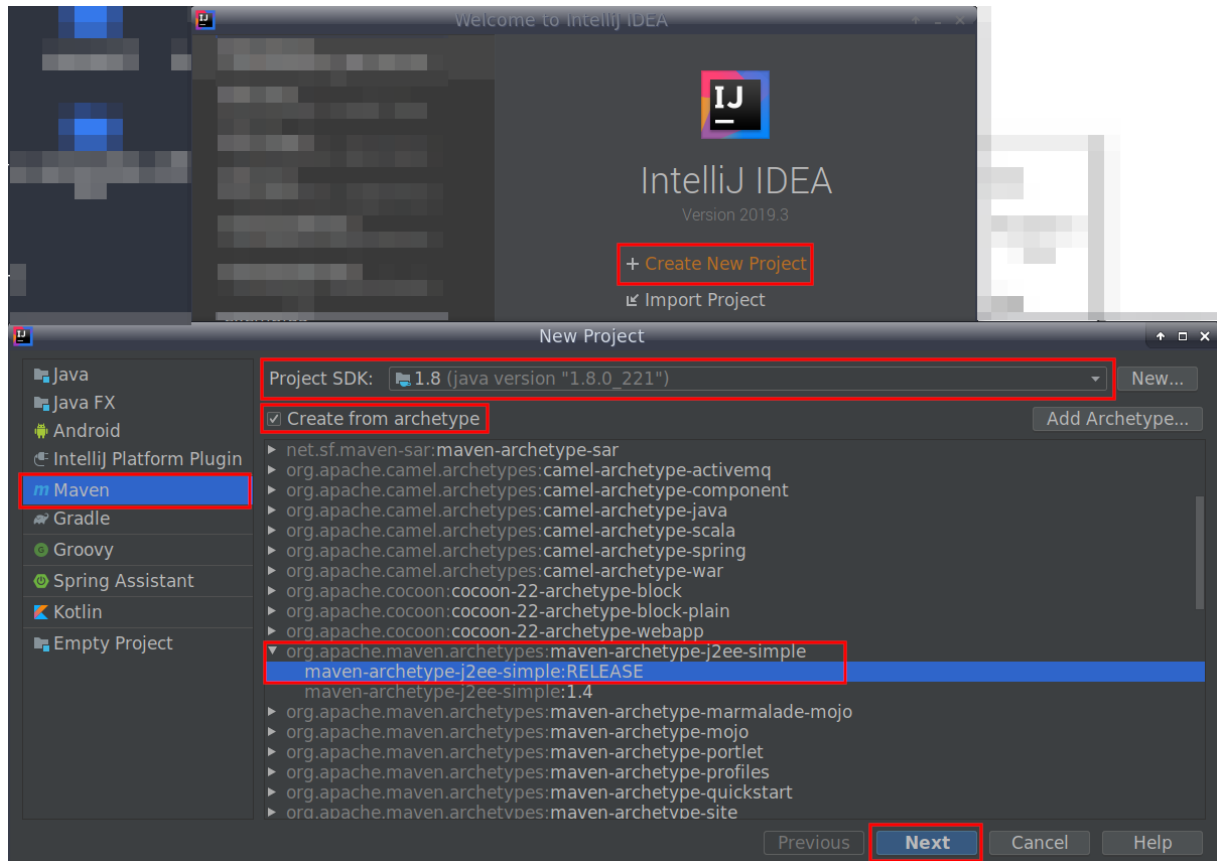 Welcome to IntelliJ IDEA
IJ
IntelliJ IDEA
Version 2019.3
+ Create New Project
Import Project
New Project
Java
Java FX
Android
IntelliJ Platform Plugin
Maven
Gradle
Groovy
Spring Assistant
Kotlin
Empty Project
Project SDK: 1.8 (java version "1.8.0_221") New...
Create from archetype Add Archetype...
net.sf.maven-sar:maven-archetype-sar
org.apache.camel.archetypes:camel-archetype-activemq
org.apache.camel.archetypes:camel-archetype-component
org.apache.camel.archetypes:camel-archetype-java
org.apache.camel.archetypes:camel-archetype-scala
org.apache.camel.archetypes:camel-archetype-spring
org.apache.camel.archetypes:camel-archetype-war
org.apache.cocoon:cocoon-22-archetype-block
org.apache.cocoon:cocoon-22-archetype-block-plain
org.apache.cocoon:cocoon-22-archetype-webapp
org.apache.maven.archetypes:maven-archetype-j2ee-simple
maven-archetype-j2ee-simple:RELEASE
maven-archetype-j2ee-simple:1.4
org.apache.maven.archetypes:maven-archetype-marmalade-mojo
org.apache.maven.archetypes:maven-archetype-mojo
org.apache.maven.archetypes:maven-archetype-portlet
org.apache.maven.archetypes:maven-archetype-profiles
org.apache.maven.archetypes:maven-archetype-quickstart
org.apache.maven.archetypes:maven-archetype-site
Previous Next Cancel Help